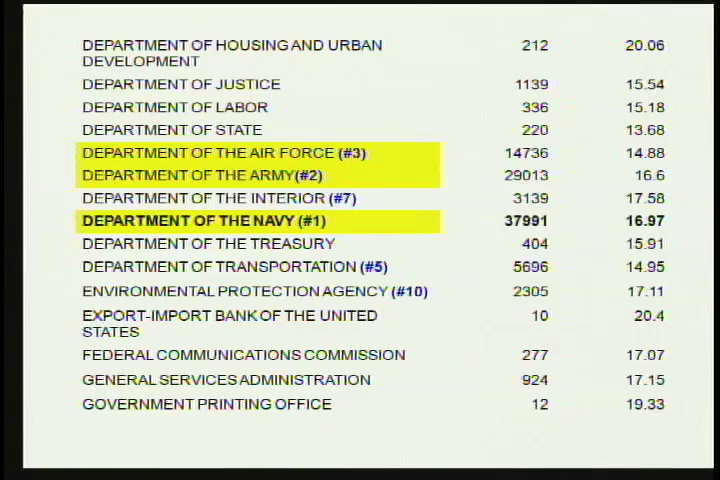 DEPARTMENT OF HOUSING AND URBAN 212 20.06
DEVELOPMENT
DEPARTMENT OF JUSTICE 1139 15.54
DEPARTMENT OF LABOR 336 15.18
DEPARTMENT OF STATE 220 13.68
DEPARTMENT OF THE AIR FORCE (#3) 14736 14.88
DEPARTMENT OF THE ARMY(#2) 29013 16.6
DEPARTMENT OF THE INTERIOR (#7) 3139 17.58
DEPARTMENT OF THE NAVY (#1) 37991 16.97
DEPARTMENT OF THE TREASURY 404 15.91
DEPARTMENT OF TRANSPORTATION (#5) 5696 14.95
ENVIRONMENTAL PROTECTION AGENCY (#10) 2305 17.11
EXPORT-IMPORT BANK OF THE UNITED 10 20.4
STATES
FEDERAL COMMUNICATIONS COMMISSION 277 17.07
GENERAL SERVICES ADMINISTRATION 924 17.15
GOVERNMENT PRINTING OFFICE 12 19.33